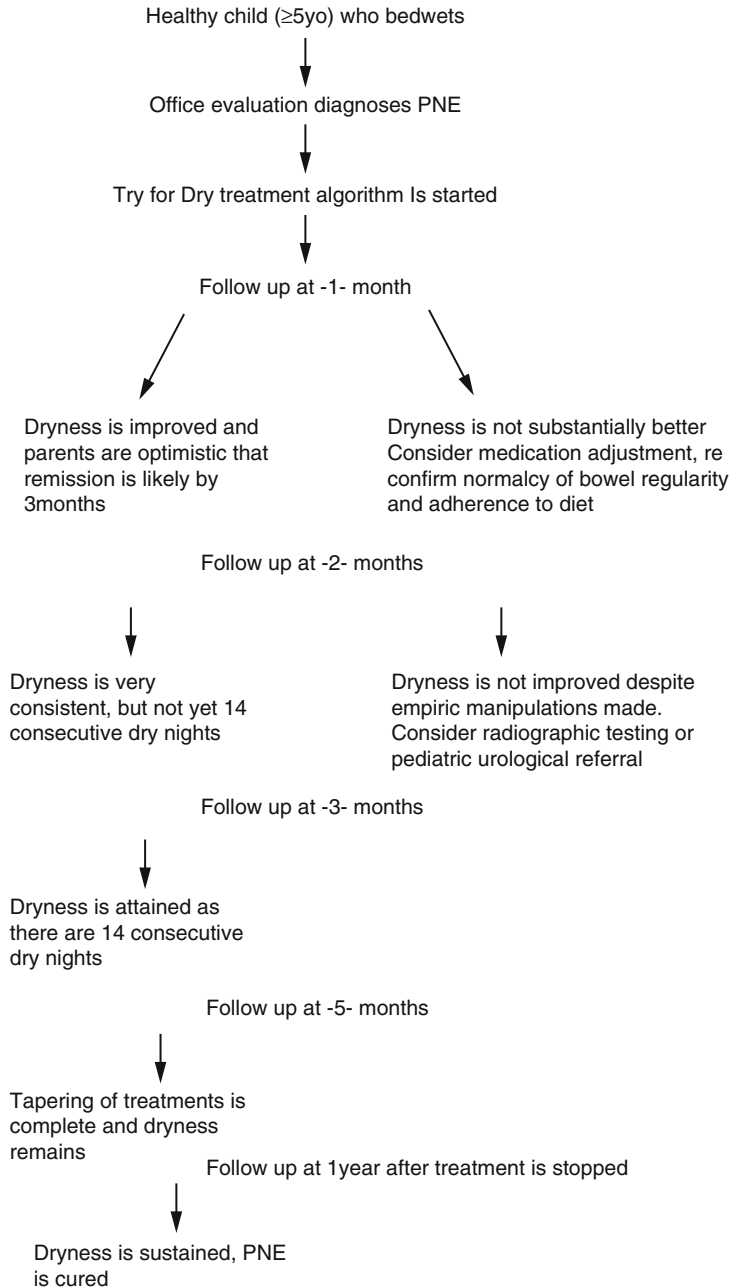 Healthy child (≥5yo) who bedwets
Office evaluation diagnoses PNE
Try for Dry treatment algorithm Is started
Follow up at -1- month
Dryness is improved and
parents are optimistic that
remission is likely by
3months
Dryness is not substantially better
Consider medication adjustment, re
confirm normalcy of bowel regularity
and adherence to diet
Follow up at -2- months
Dryness is very
consistent, but not yet 14
consecutive dry nights
Dryness is not improved despite
empiric manipulations made.
Consider radiographic testing or
pediatric urological referral
Follow up at -3- months
Dryness is attained as
there are 14 consecutive
dry nights
Follow up at -5- months
Tapering of treatments is
complete and dryness
remains
Follow up at 1year after treatment is stopped
Dryness is sustained, PNE
is cured